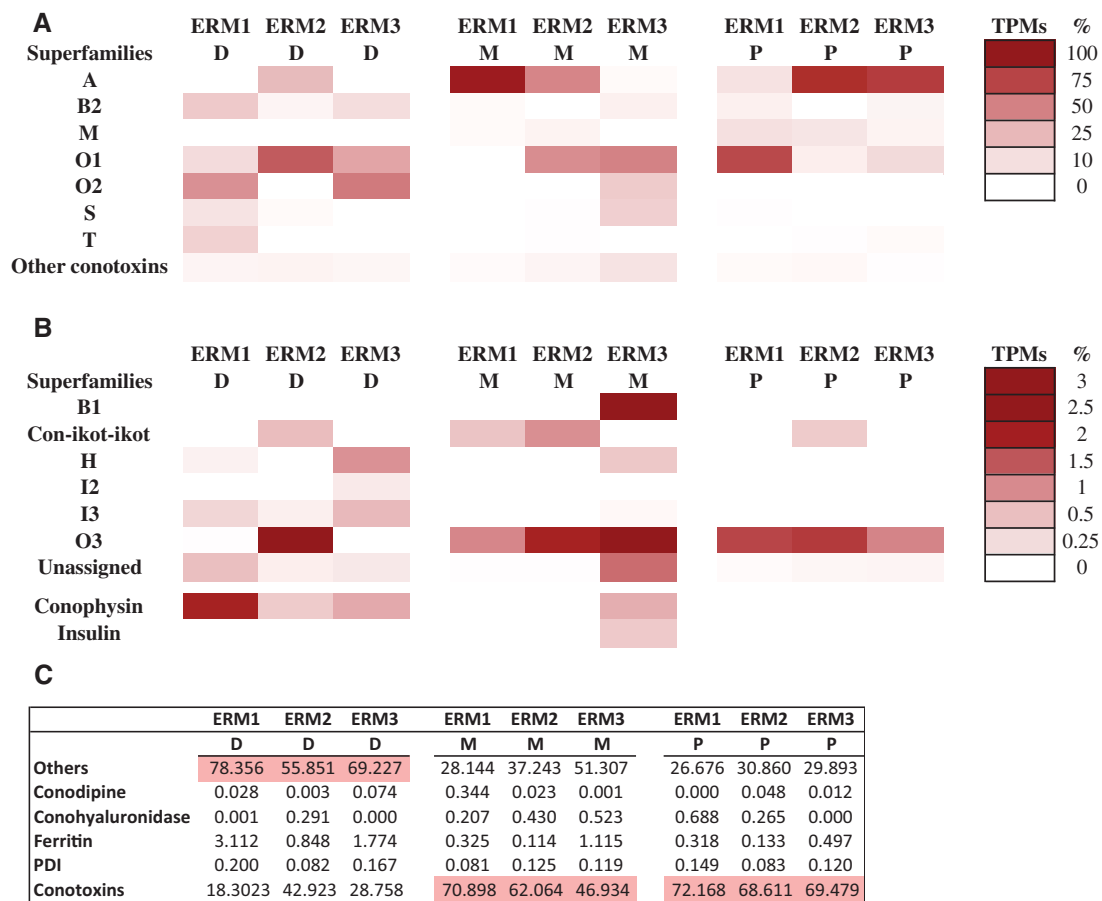 A
ERM1 ERM2 ERM3 ERM1 ERM2 ERM3 ERM1 ERM2 ERM3 TPMs %
Superfamilies D D D M M M P P P 100
A 75
B2 50
M 25
O1 10
O2 0
S
T
Other conotoxins
B
ERM1 ERM2 ERM3 ERM1 ERM2 ERM3 ERM1 ERM2 ERM3 TPMs %
Superfamilies D D D M M M P P P 3
B1 2.5
Con-ikot-ikot 2
H 1.5
I2 1
I3 0.5
O3 0.25
Unassigned 0
Conophysin
Insulin
C
ERM1 ERM2 ERM3 ERM1 ERM2 ERM3 ERM1 ERM2 ERM3
D D D M M M P P P
Others 78.356 55.851 69.227 28.144 37.243 51.307 26.676 30.860 29.893
Conodipine 0.028 0.003 0.074 0.344 0.023 0.001 0.000 0.048 0.012
Conohyaluronidase 0.001 0.291 0.000 0.207 0.430 0.523 0.688 0.265 0.000
Ferritin 3.112 0.848 1.774 0.325 0.114 1.115 0.318 0.133 0.497
PDI 0.200 0.082 0.167 0.081 0.125 0.119 0.149 0.083 0.120
Conotoxins 18.3023 42.923 28.758 70.898 62.064 46.934 72.168 68.611 69.479